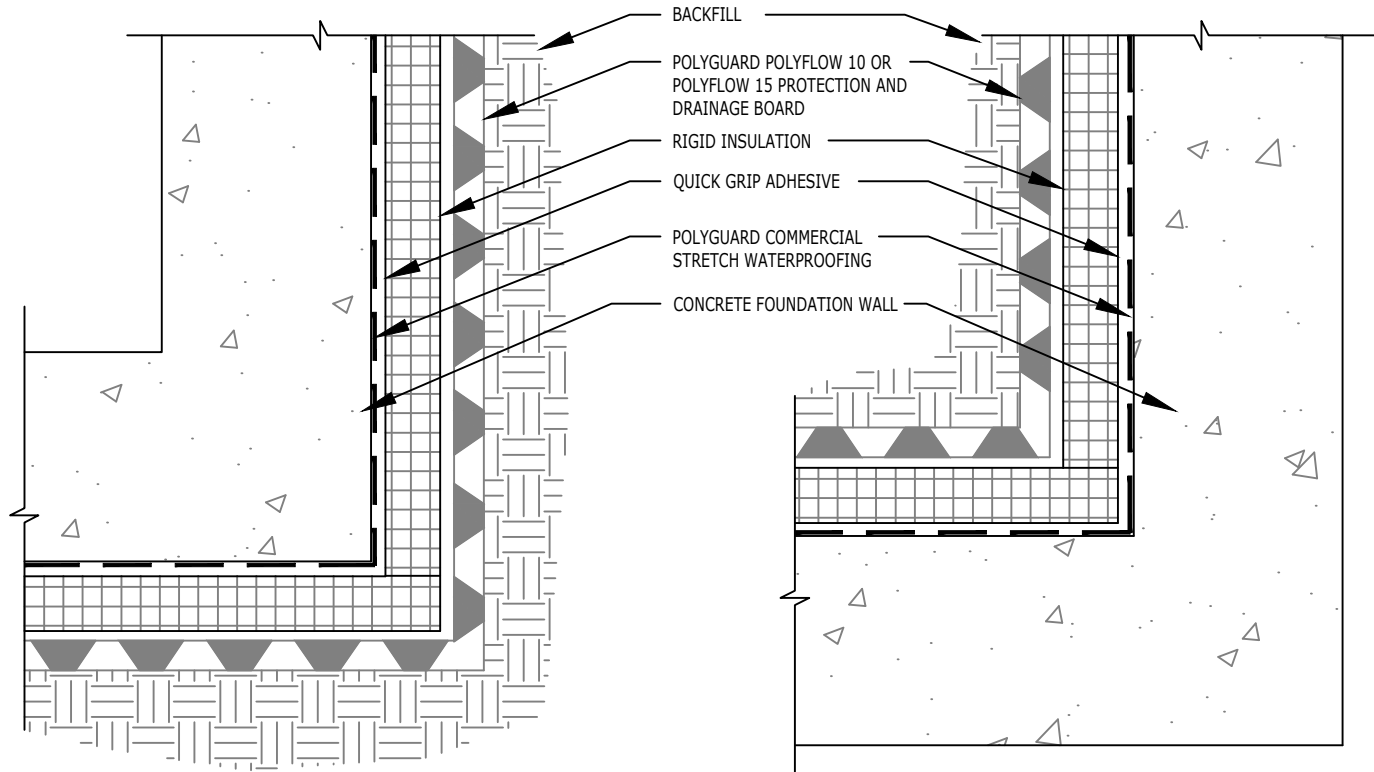 BACKFILL
POLYGUARD POLYFLOW 10 OR
POLYFLOW 15 PROTECTION AND
DRAINAGE BOARD
RIGID INSULATION
QUICK GRIP ADHESIVE
POLYGUARD COMMERCIAL
STRETCH WATERPROOFING
CONCRETE FOUNDATION WALL